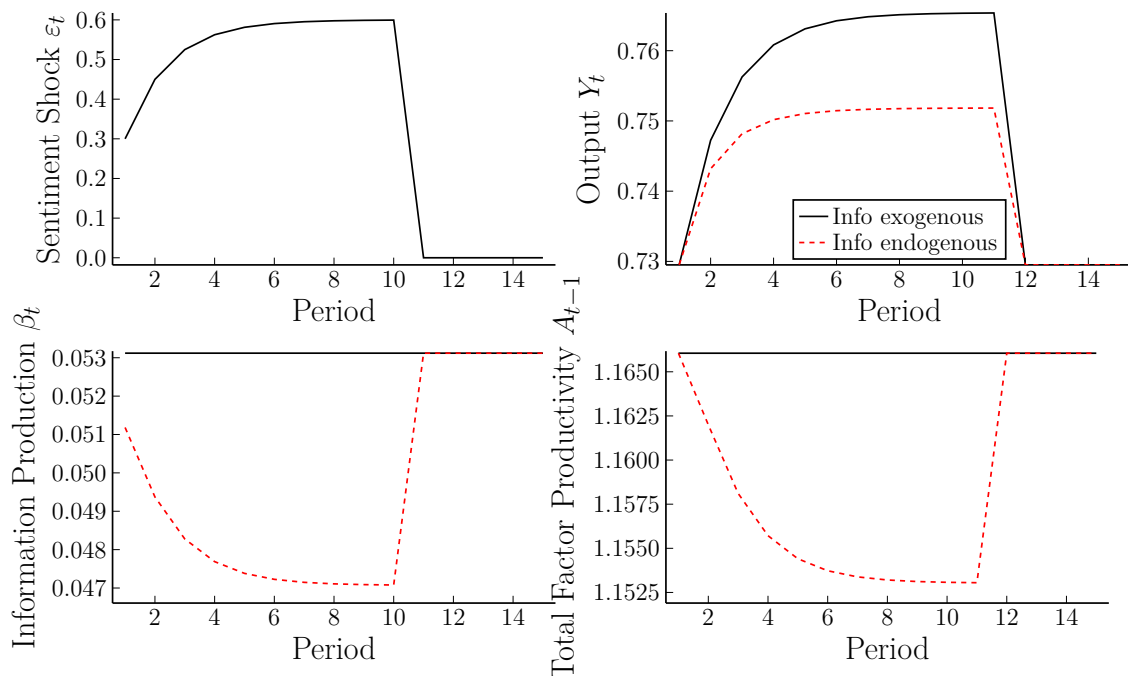 Sentiment Shock εₜ
0.6
0.5
0.4
0.3
0.2
0.1
0.0
2 4 6 8 10 12 14
Period
Output Yₜ
0.76
0.75
0.74
0.73
Info exogenous
Info endogenous
2 4 6 8 10 12 14
Period
Information Production βₜ
0.053
0.052
0.051
0.050
0.049
0.048
0.047
2 4 6 8 10 12 14
Period
Total Factor Productivity Aₜ₋₁
1.1650
1.1625
1.1600
1.1575
1.1550
1.1525
2 4 6 8 10 12 14
Period